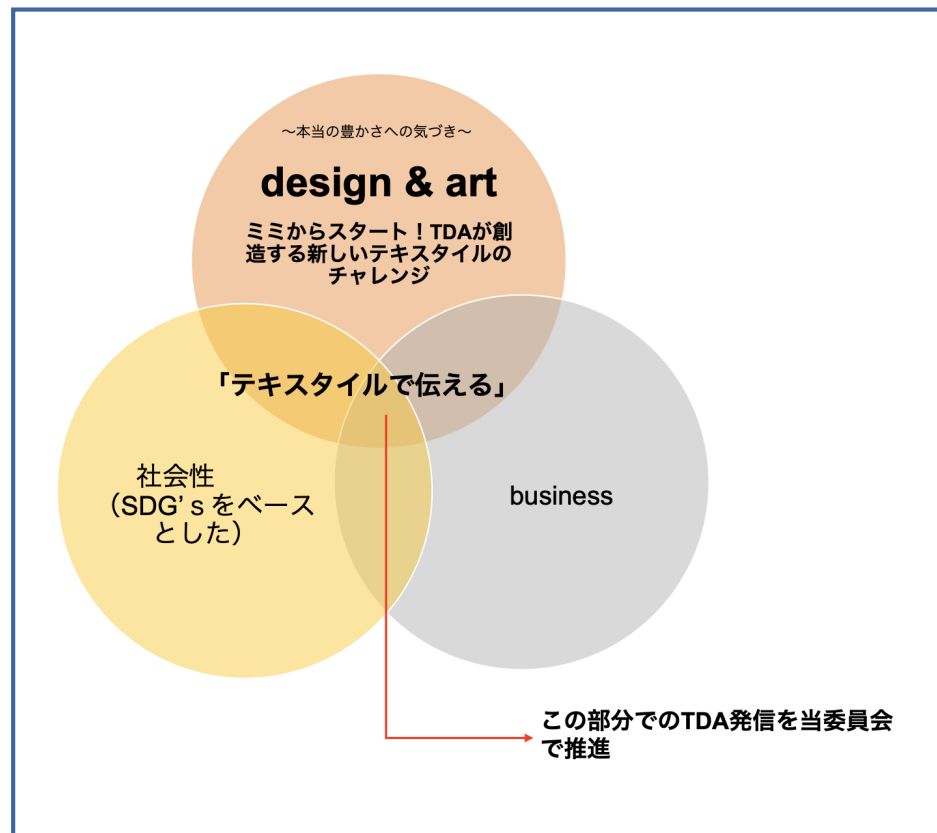 ～本当の豊かさへの気づき～
design & art
ミミからスタート！TDAが創
造する新しいテキスタイルの
チャレンジ
「テキスタイルで伝える」
社会性
（SDG’ｓをベース
とした）
business
この部分でのTDA発信を当委員会
で推進